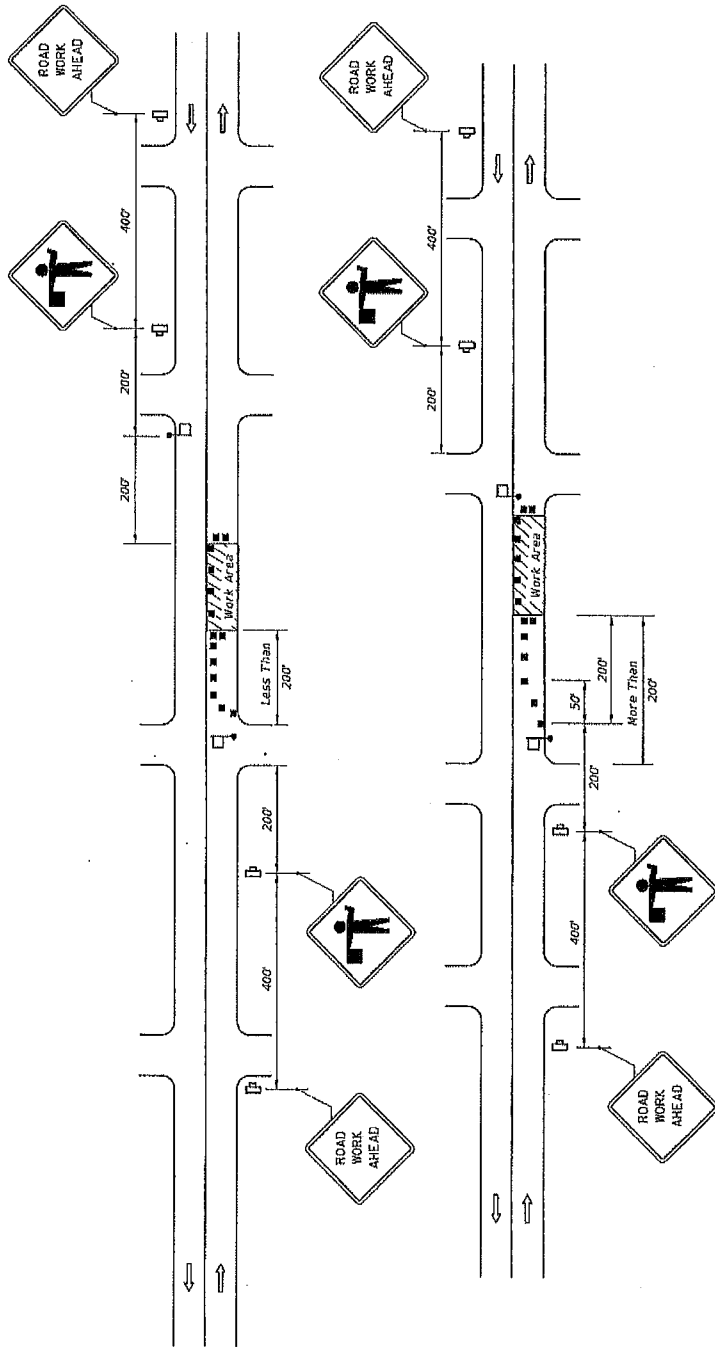 ROAD
WORK
AHEAD
400'
200'
200'
Work Area
Less Than
200'
200'
400'
ROAD
WORK
AHEAD
ROAD
WORK
AHEAD
400'
200'
Work Area
200'
50'
More Than
200'
200'
400'
ROAD
WORK
AHEAD